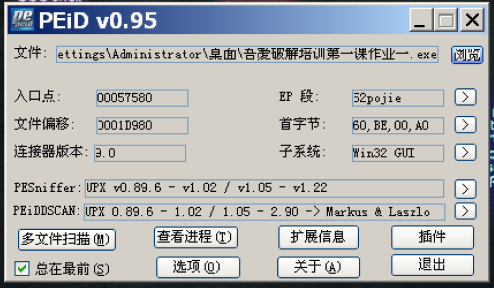 PEiD v0.95
文件: ettings\Administrator\桌面\吾爱破解培训第一课作业一.exe 浏览
入口点: 00057580 EP 段: 52pojie >
文件偏移: 0001D980 首字节: 60,BE,00,A0 >
连接器版本: 9.0 子系统: Win32 GUI >
PESniffer: UPX v0.89.6 - v1.02 / v1.05 - v1.22 >
PEiDDSCAN: UPX 0.89.6 - 1.02 / 1.05 - 2.90 -> Markus & Laszlo >
多文件扫描(M) 查看进程(T) 扩展信息 插件
总在最前(S) 选项(O) 关于(A) 退出